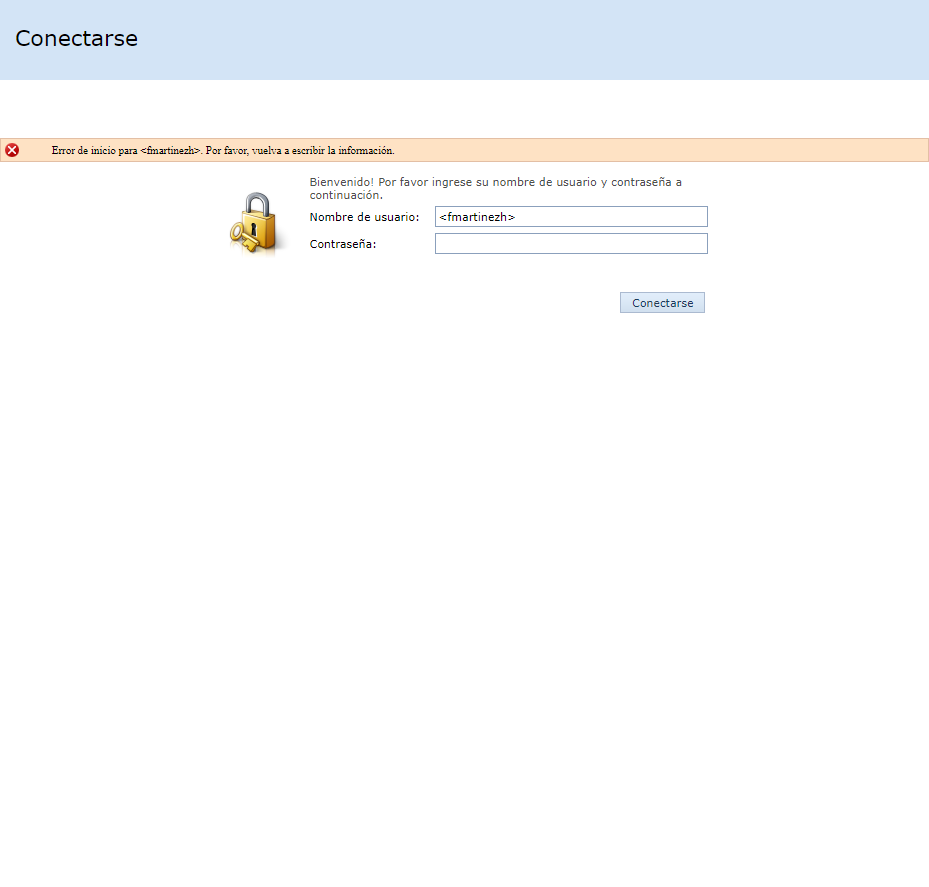 Conectarse
Error de inicio para <fmartinezh>. Por favor, vuelva a escribir la información.
Bienvenido! Por favor ingrese su nombre de usuario y contraseña a
continuación.
Nombre de usuario: <fmartinezh>
Contraseña:
Conectarse